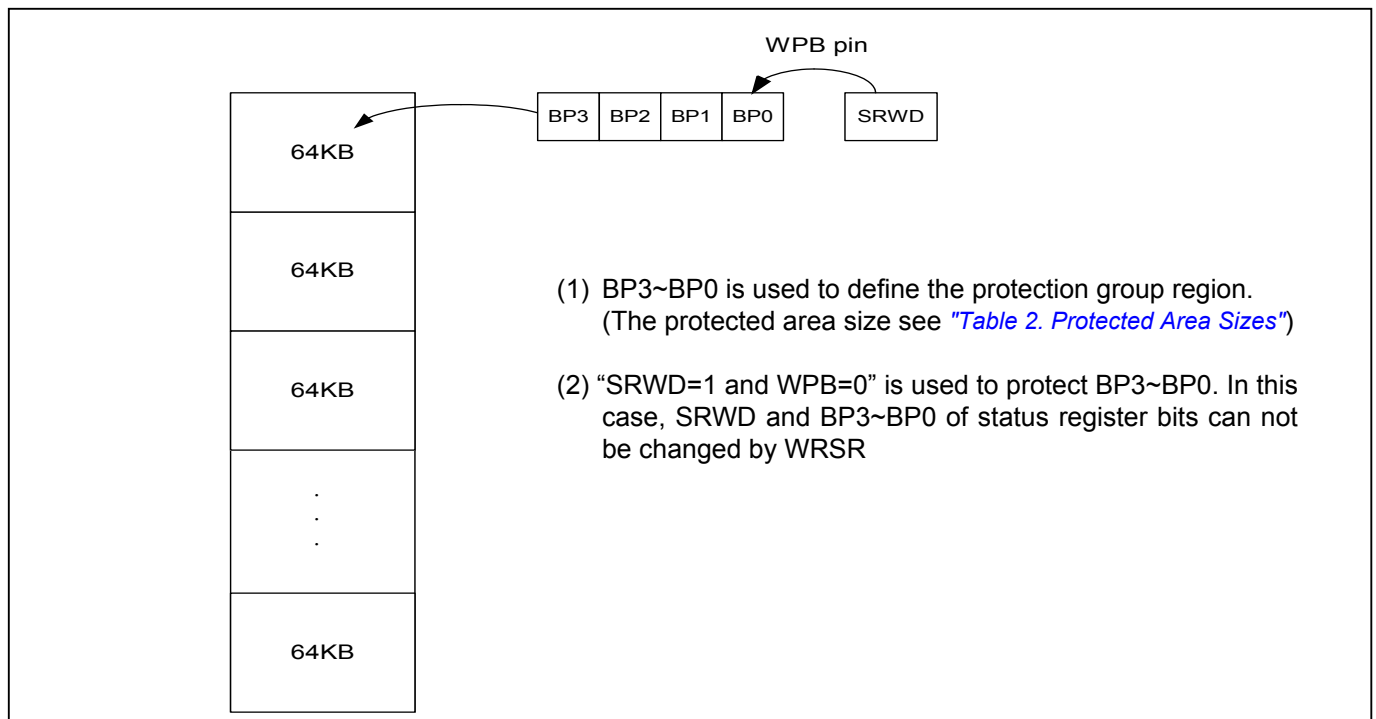 WPB pin
BP3 BP2 BP1 BP0 SRWD
64KB
64KB
(1) BP3~BP0 is used to define the protection group region.
(The protected area size see "Table 2. Protected Area Sizes")
64KB
(2) “SRWD=1 and WPB=0” is used to protect BP3~BP0. In this
case, SRWD and BP3~BP0 of status register bits can not
be changed by WRSR
.
.
.
64KB